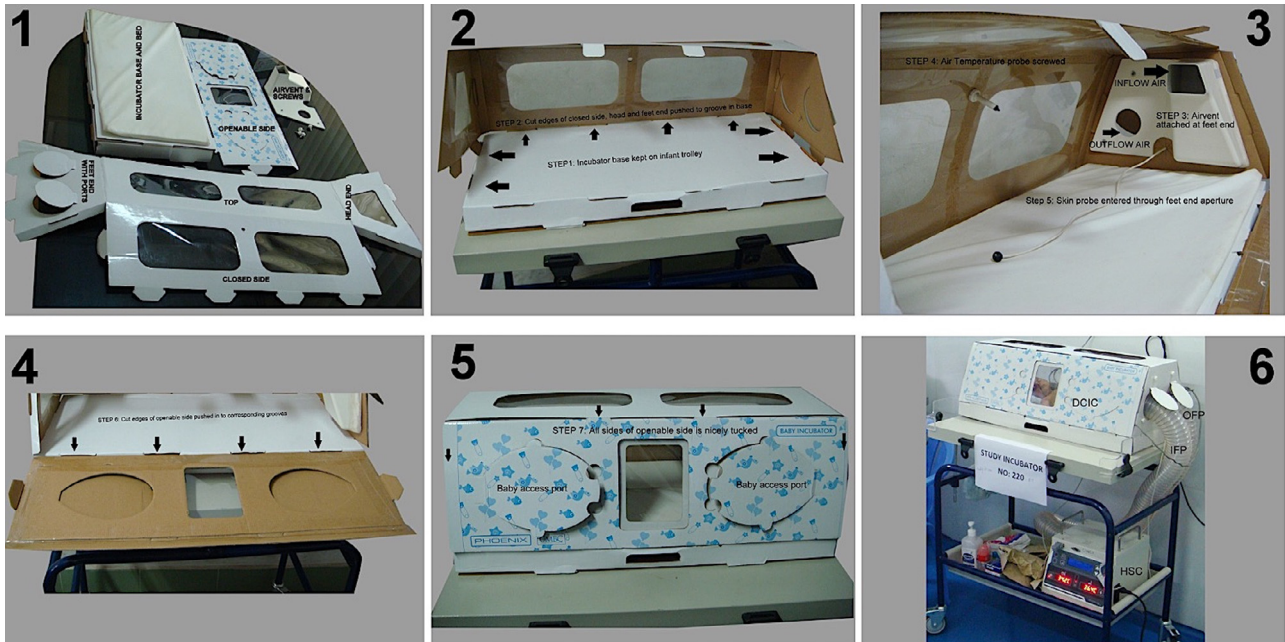 1
INCUBATOR BASE AND BED
AIRVENT &
SCREWS
OPENABLE SIDE
FEET END
WITH PORTS
TOP
HEAD END
CLOSED SIDE
2
STEP 2: Cut edges of closed side, head and feet end pushed to groove in base
STEP1: Incubator base kept on infant trolley
3
STEP 4: Air Temperature probe screwed
INFLOW AIR
STEP 3: Airvent
attached at feet end
OUTFLOW AIR
Step 5: Skin probe entered through feet end aperture
4
STEP 6: Cut edges of openable side pushed in to corresponding grooves
5
STEP 7: All sides of openable side is nicely tucked
BABY INCUBATOR
Baby access port
Baby access port
PHOENIX
6
DCIC
OFP
IFP
STUDY INCUBATOR
NO: 220
HSC